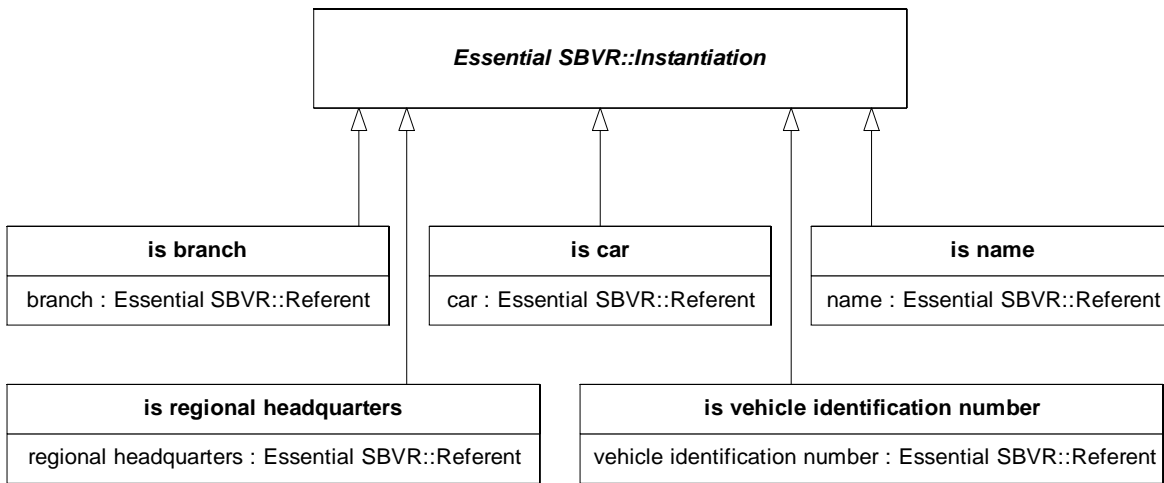 Essential SBVR::Instantiation
is branch
branch : Essential SBVR::Referent
is car
car : Essential SBVR::Referent
is name
name : Essential SBVR::Referent
is regional headquarters
regional headquarters : Essential SBVR::Referent
is vehicle identification number
vehicle identification number : Essential SBVR::Referent